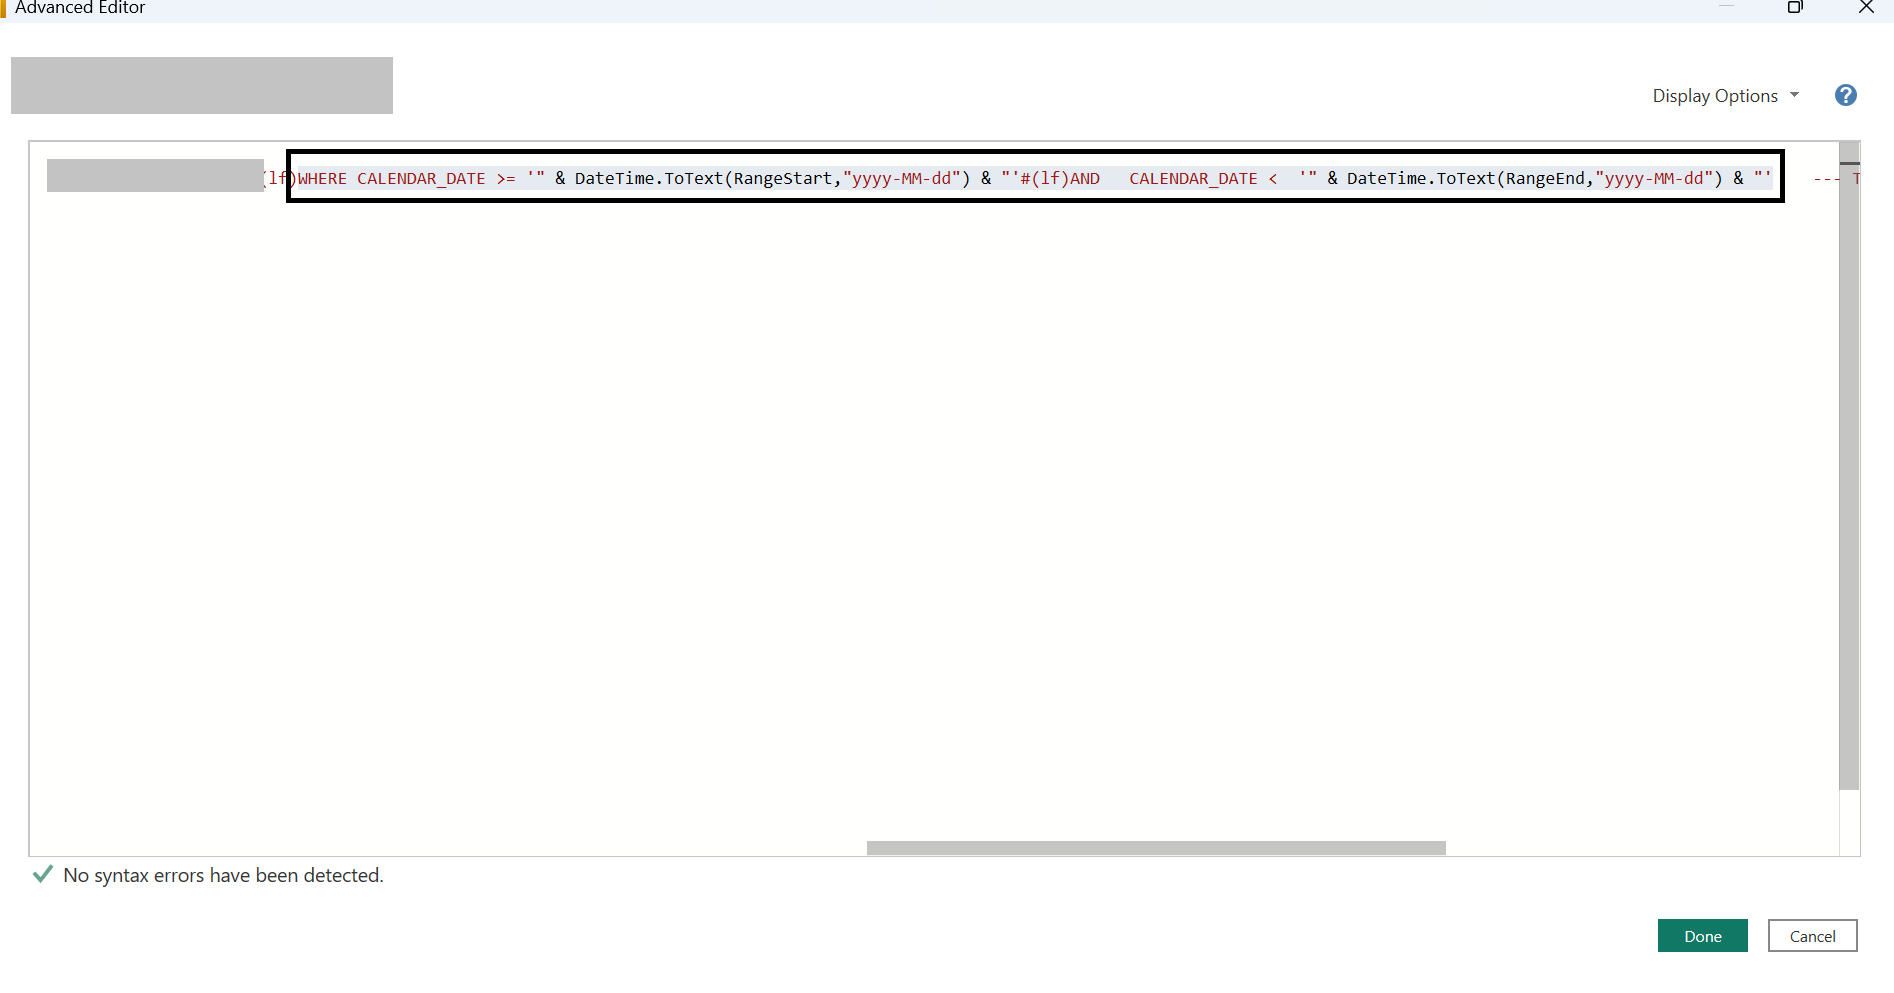 Advanced Editor
Display Options
?
(lf)WHERE CALENDAR_DATE >= '" & DateTime.ToText(RangeStart,"yyyy-MM-dd") & "'#(lf)AND   CALENDAR_DATE <  '" & DateTime.ToText(RangeEnd,"yyyy-MM-dd") & "'    --- T
No syntax errors have been detected.
Done
Cancel